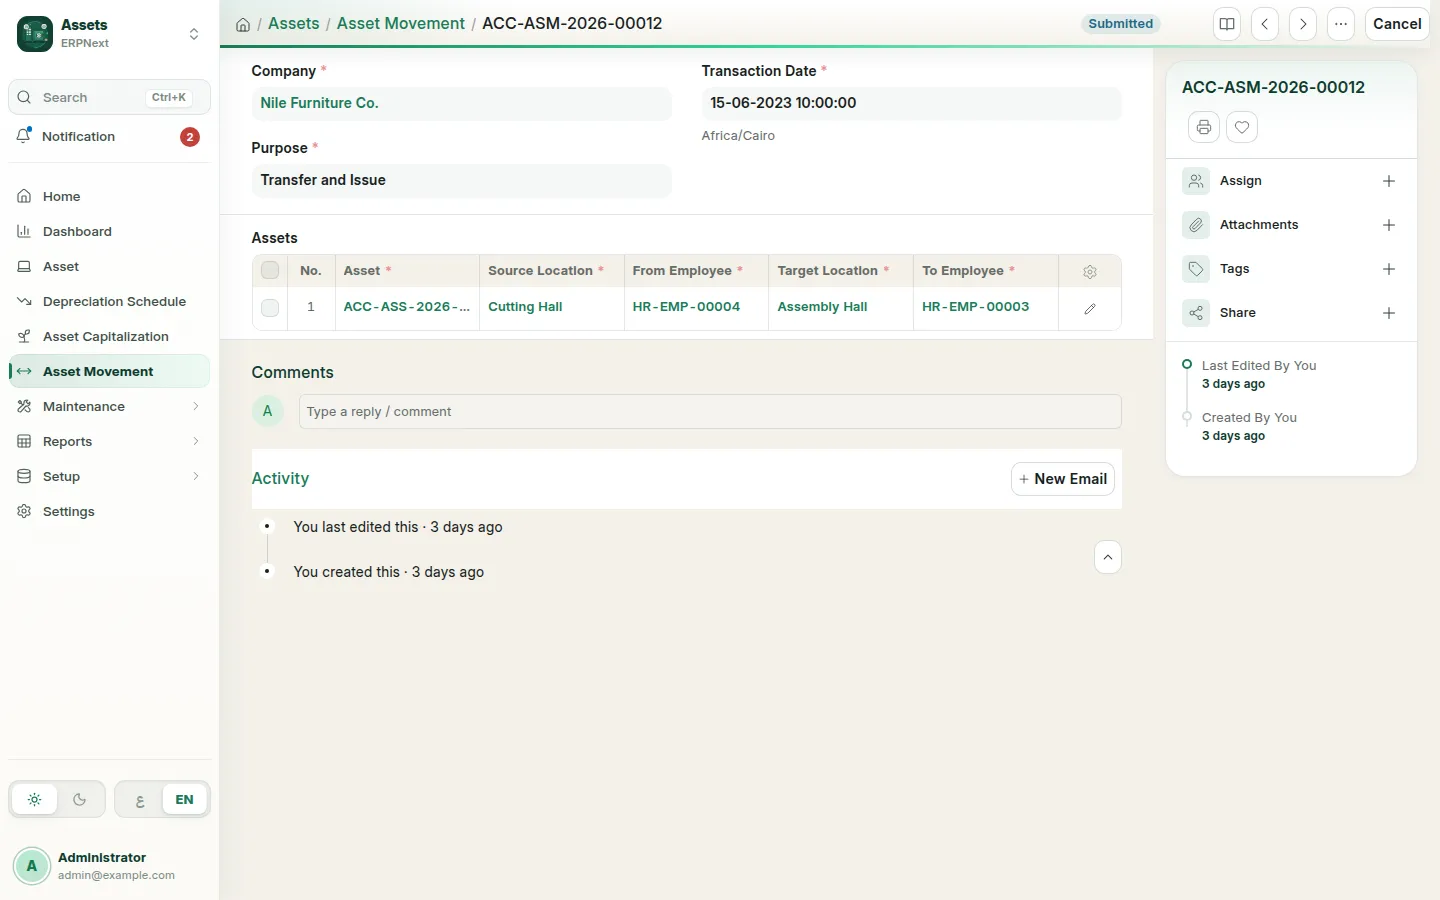 Assets
ERPNext
Search
Ctrl+K
Notification
2
Home
Dashboard
Asset
Depreciation Schedule
Asset Capitalization
Asset Movement
Maintenance
Reports
Setup
Settings
ع
EN
A
Administrator
admin@example.com
/ Assets / Asset Movement / ACC-ASM-2026-00012
Submitted
Cancel
Company *
Nile Furniture Co.
Transaction Date *
15-06-2023 10:00:00
Africa/Cairo
Purpose *
Transfer and Issue
Assets
No. Asset * Source Location * From Employee * Target Location * To Employee *
1 ACC-ASS-2026-... Cutting Hall HR-EMP-00004 Assembly Hall HR-EMP-00003
Comments
A
Type a reply / comment
Activity
New Email
You last edited this · 3 days ago
You created this · 3 days ago
ACC-ASM-2026-00012
Assign
Attachments
Tags
Share
Last Edited By You
3 days ago
Created By You
3 days ago